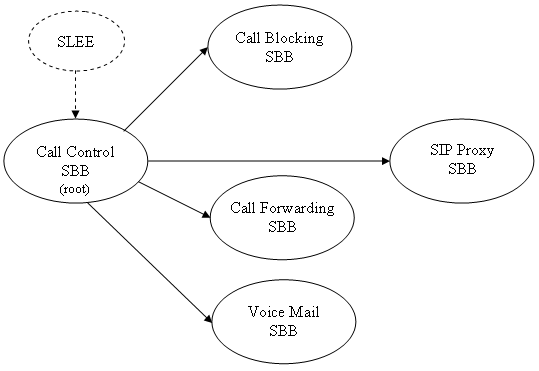 SLEE
Call Blocking
SBB
Call Control
SBB
(root)
SIP Proxy
SBB
Call Forwarding
SBB
Voice Mail
SBB